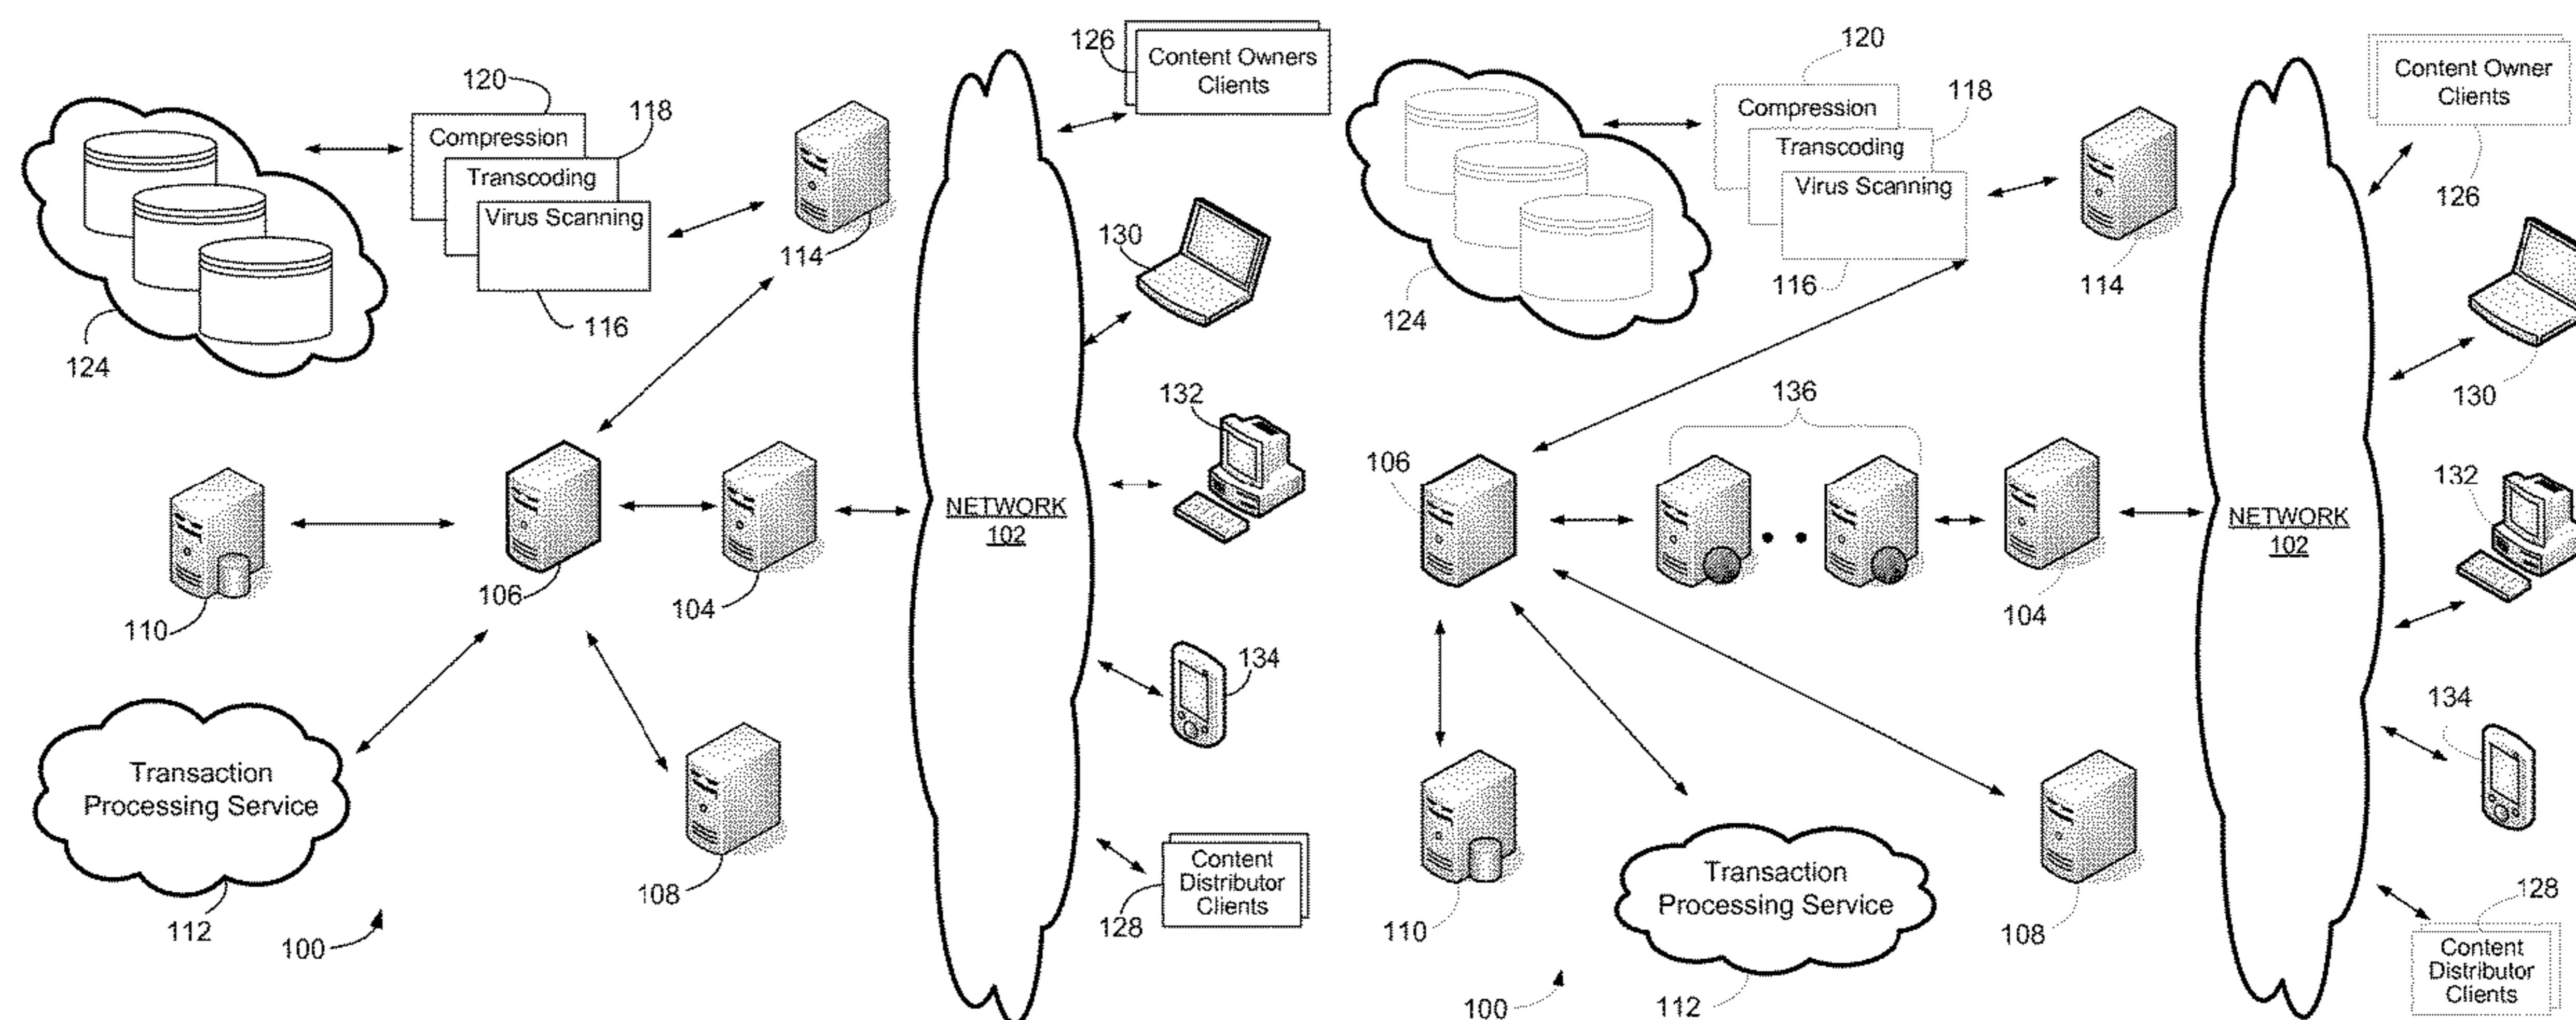 126
Content Owners
Clients
120
118
Compression
Transcoding
Virus Scanning
114
130
116
124
132
NETWORK
102
106
104
110
134
Transaction
Processing Service
108
Content
Distributor
Clients
128
112
100
120
Content Owner
Clients
118
Compression
Transcoding
Virus Scanning
126
116
114
124
130
136
132
106
NETWORK
102
104
134
Transaction
Processing Service
128
110
108
Content
Distributor
Clients
100
112